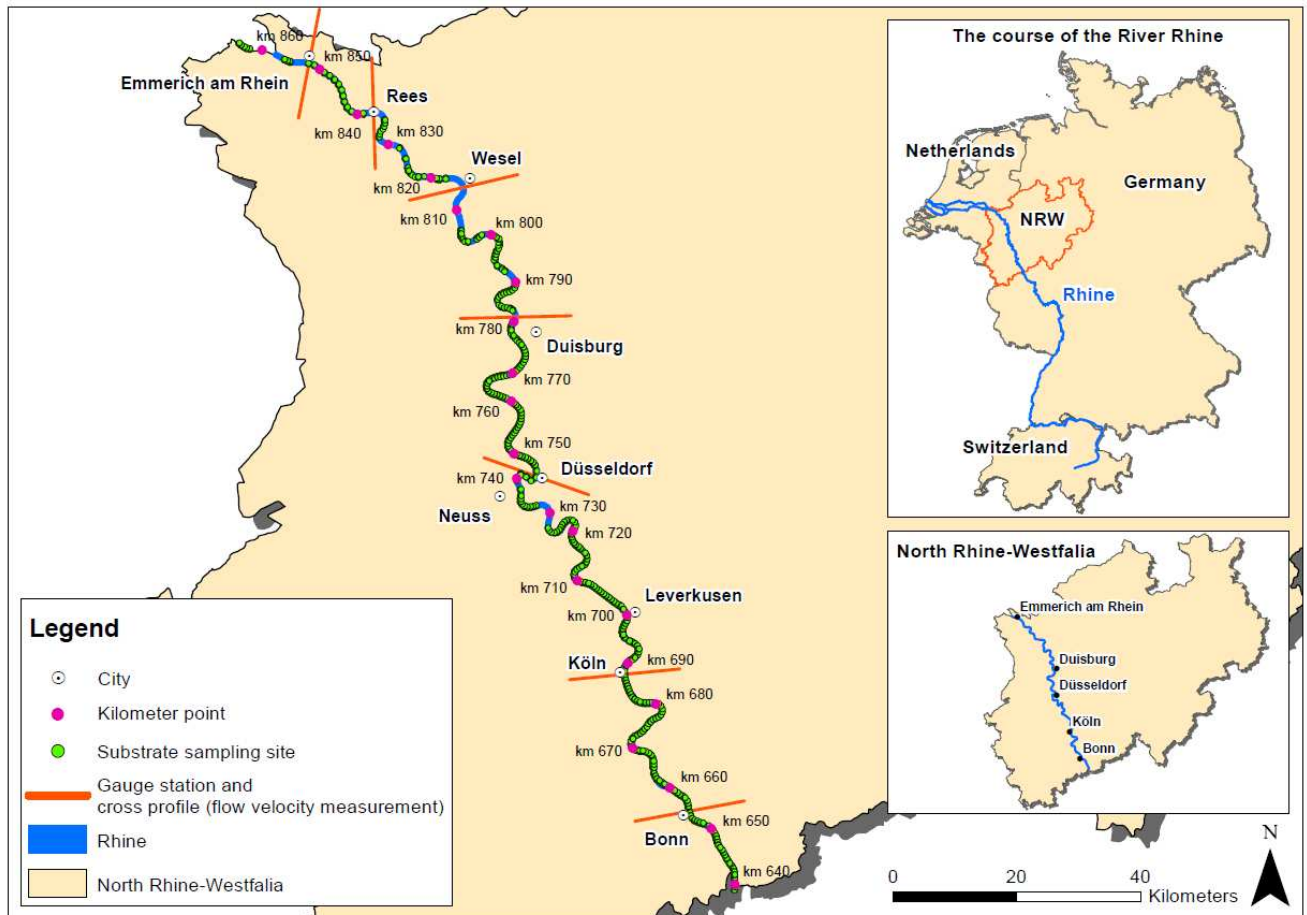 km 860
km 850
Emmerich am Rhein
Rees
km 840
km 830
Wesel
km 820
km 810
km 800
km 790
km 780
Duisburg
km 770
km 760
km 750
Düsseldorf
km 740
Neuss
km 730
km 720
km 710
Leverkusen
km 700
Köln
km 690
km 680
km 670
km 660
km 650
Bonn
km 640
Legend
City
Kilometer point
Substrate sampling site
Gauge station and
cross profile (flow velocity measurement)
Rhine
North Rhine-Westfalia
The course of the River Rhine
Netherlands
Germany
NRW
Rhine
Switzerland
North Rhine-Westfalia
Emmerich am Rhein
Duisburg
Düsseldorf
Köln
Bonn
N
0 20 40
Kilometers